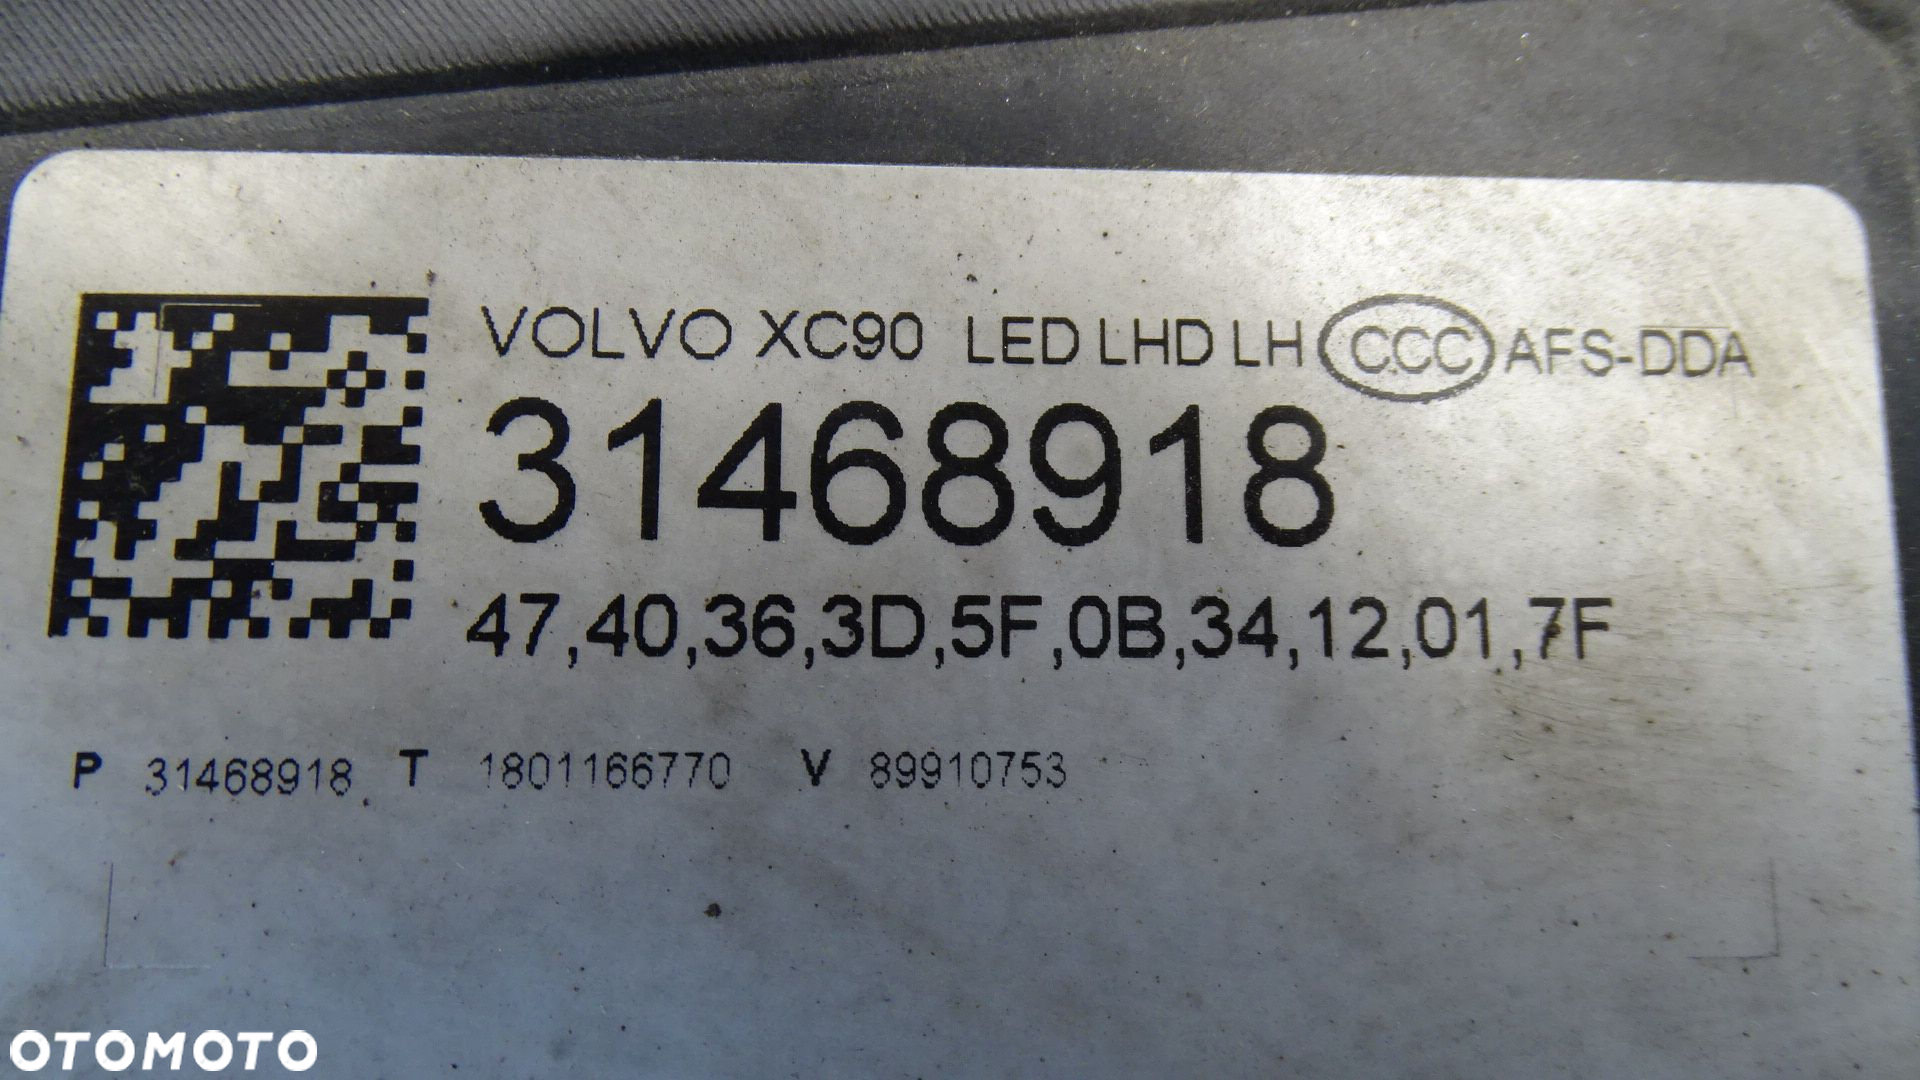 VOLVO XC90 LED LHD LH CCC AFS-DDA
31468918
47,40,36,3D,5F,0B,34,12,01,7F
P 31468918 T 1801166770 V 89910753
OTOMOTO